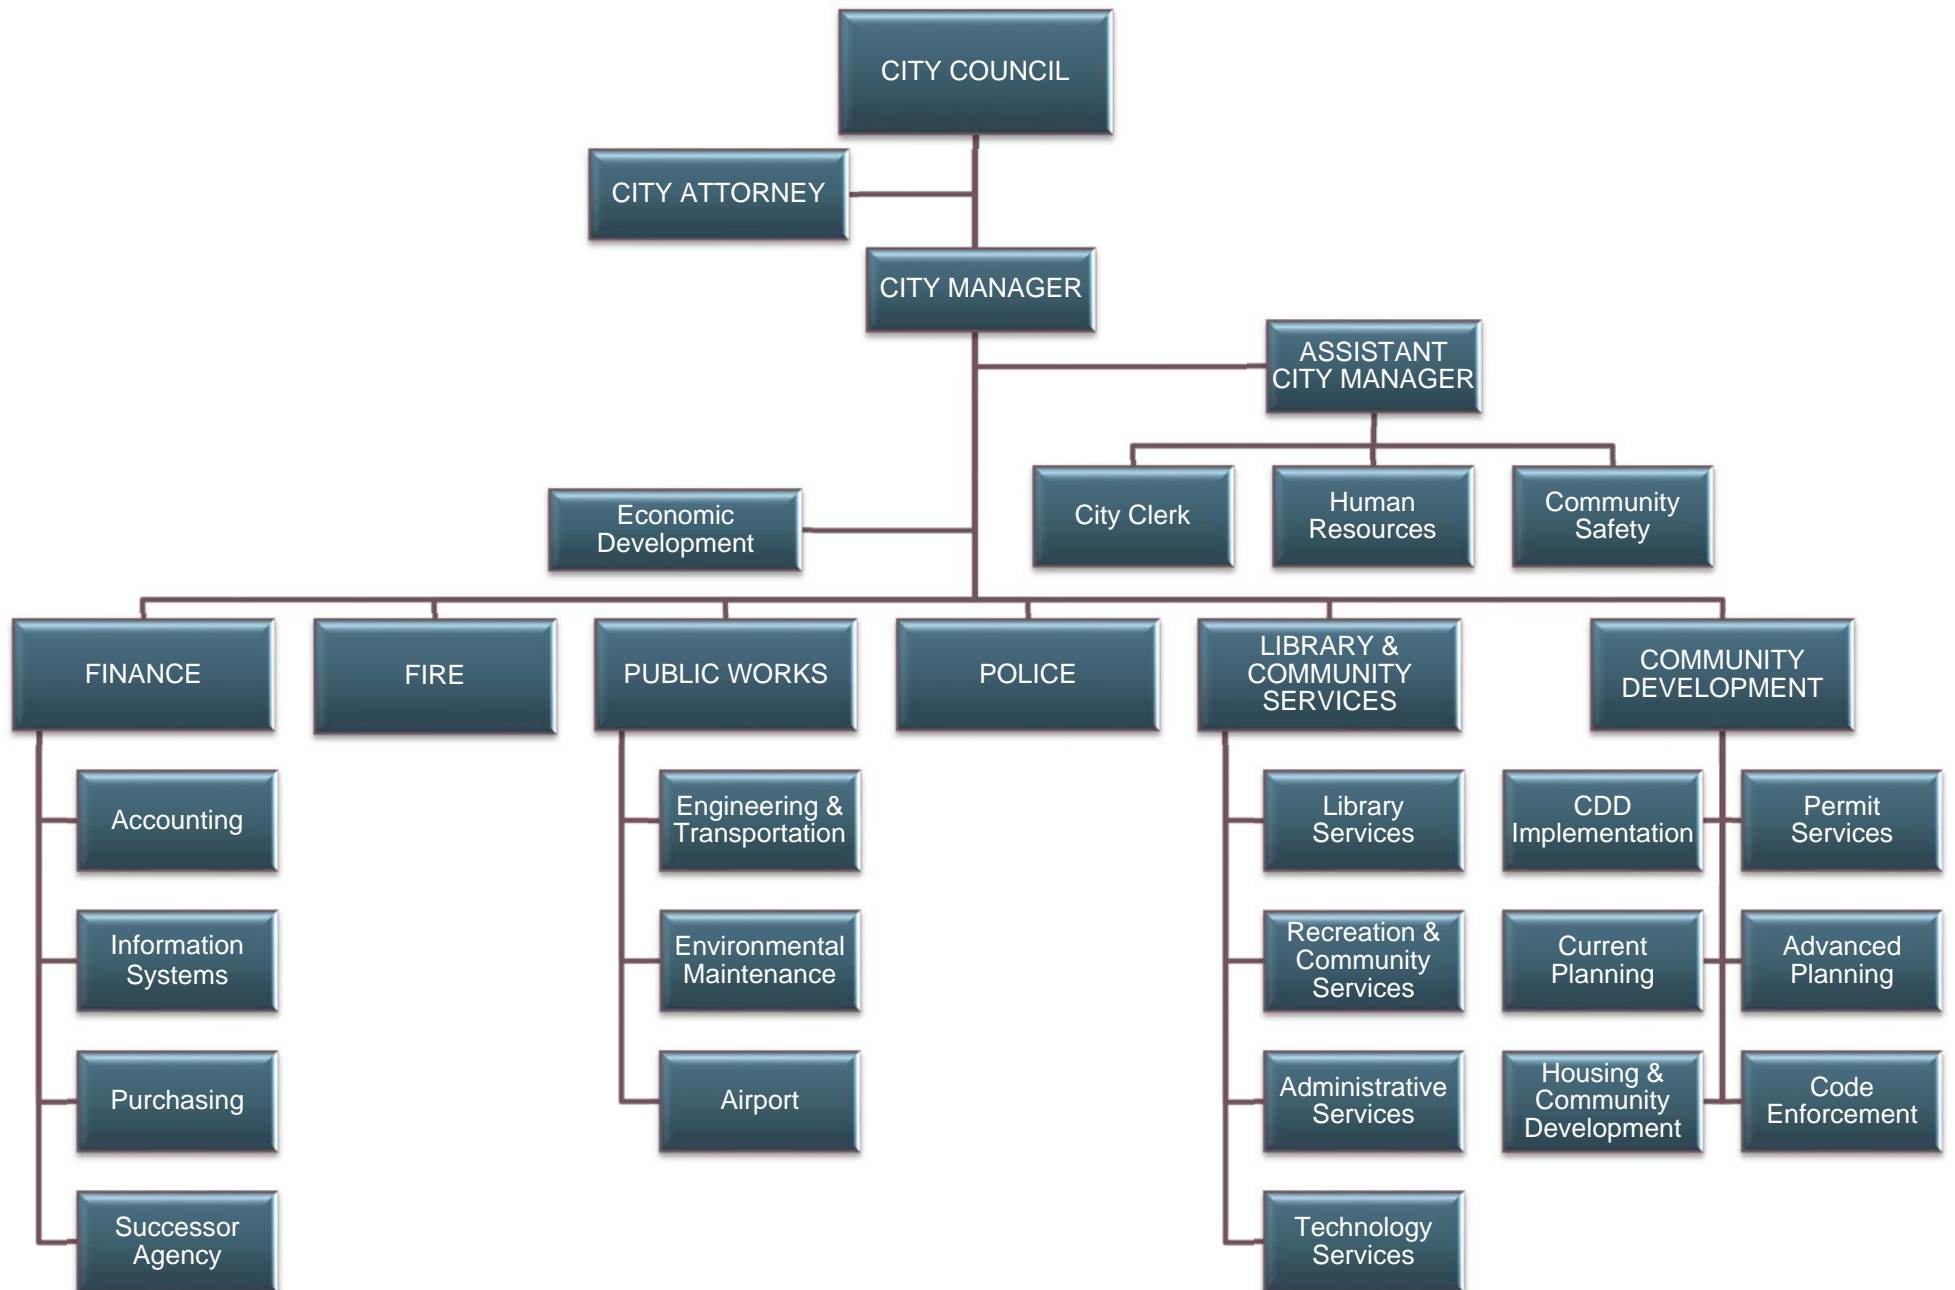 CITY COUNCIL
CITY ATTORNEY
CITY MANAGER
ASSISTANT
CITY MANAGER
City Clerk
Human
Resources
Community
Safety
Economic
Development
FINANCE
FIRE
PUBLIC WORKS
POLICE
LIBRARY &
COMMUNITY
SERVICES
COMMUNITY
DEVELOPMENT
Accounting
Information
Systems
Purchasing
Successor
Agency
Engineering &
Transportation
Environmental
Maintenance
Airport
Library
Services
Recreation &
Community
Services
Administrative
Services
Technology
Services
CDD
Implementation
Permit
Services
Current
Planning
Advanced
Planning
Housing &
Community
Development
Code
Enforcement